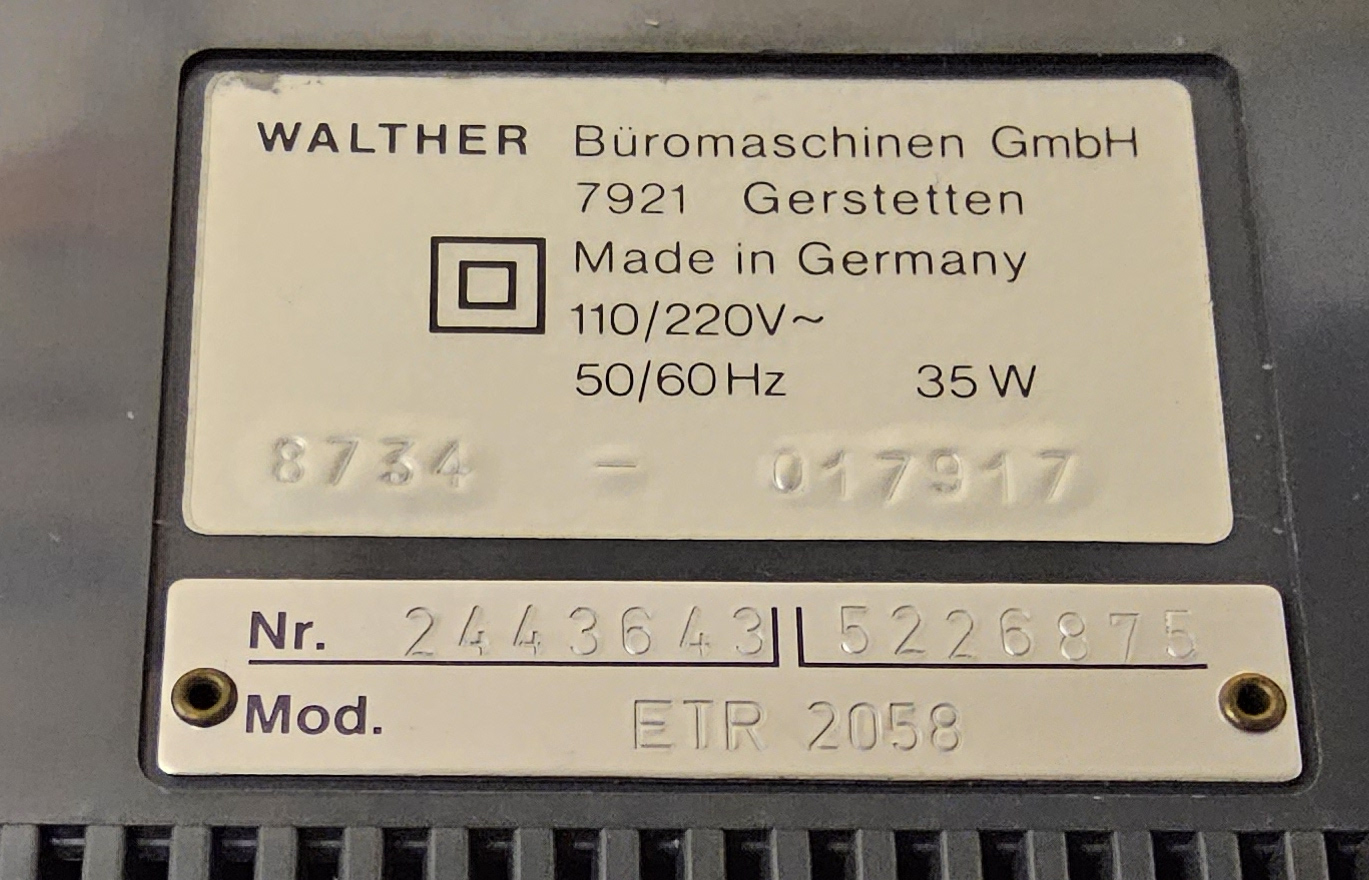 WALTHER Büromaschinen GmbH
7921 Gerstetten
Made in Germany
110/220V~
50/60Hz 35 W
8734 - 017917
Nr. 2443643 5226875
Mod. ETR 2058